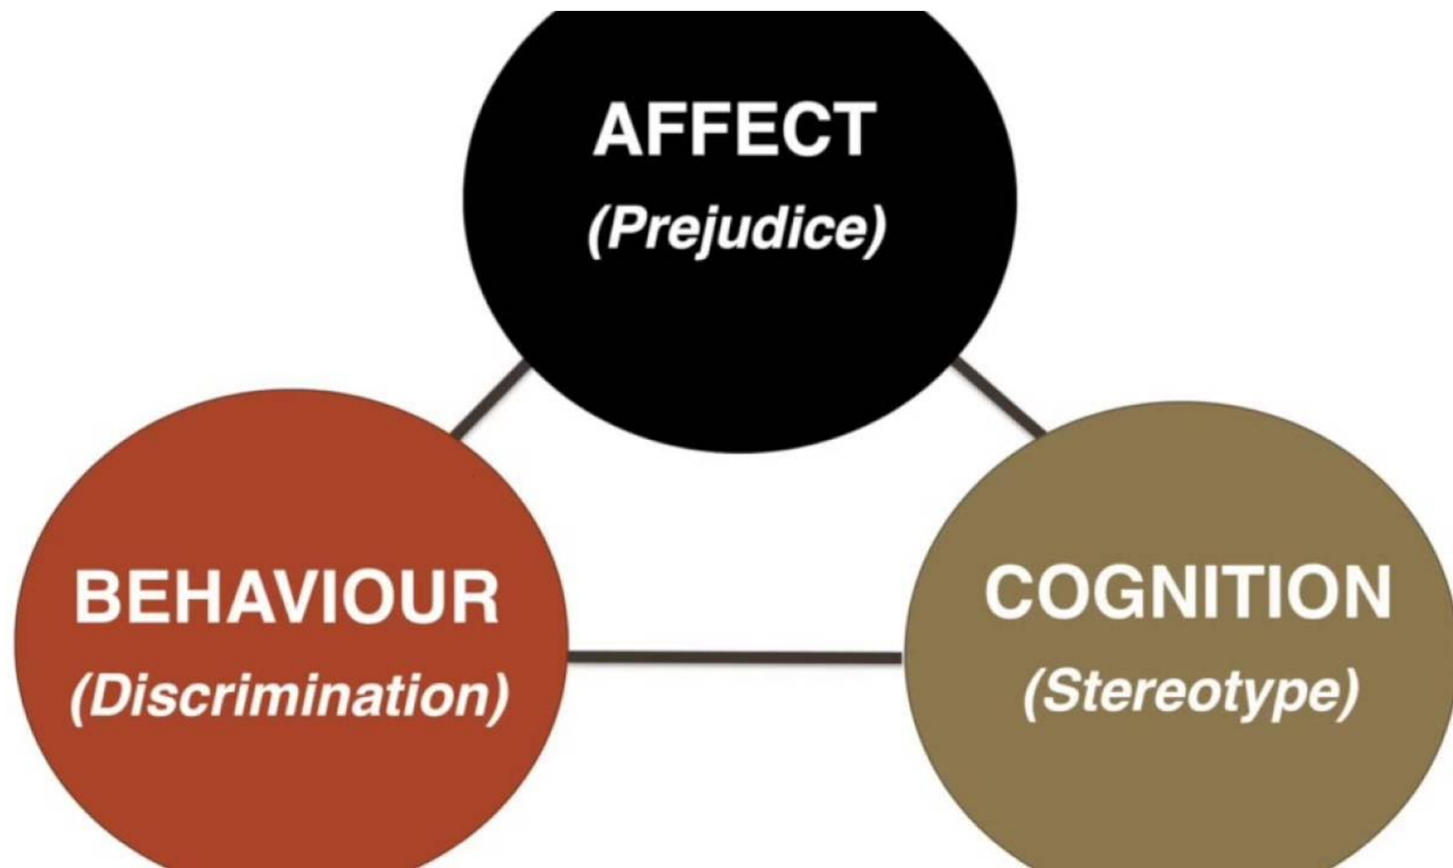 AFFECT
(Prejudice)
BEHAVIOUR
(Discrimination)
COGNITION
(Stereotype)